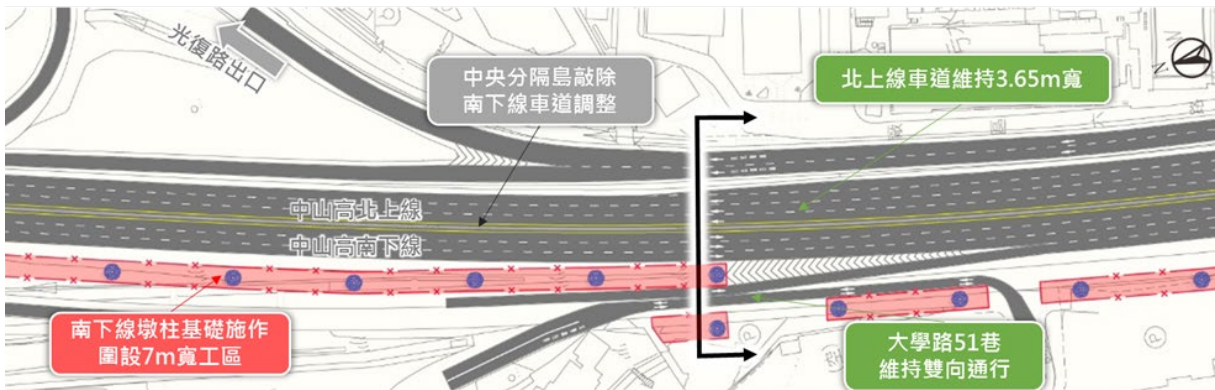 光復路出口
中央分隔島敲除
南下線車道調整
北上線車道維持3.65m寬
中山高北上線
中山高南下線
南下線墩柱基礎施作
圍設7m寬工區
大學路51巷
維持雙向通行